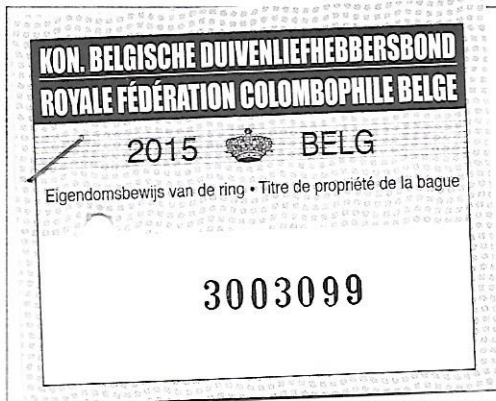 KON. BELGISCHE DUIVENLIEFHEBBERSBOND
ROYALE FÉDÉRATION COLOMBOPHILE BELGE
2015 BELG
Eigendomsbewijs van de ring • Titre de propriété de la bague
3003099